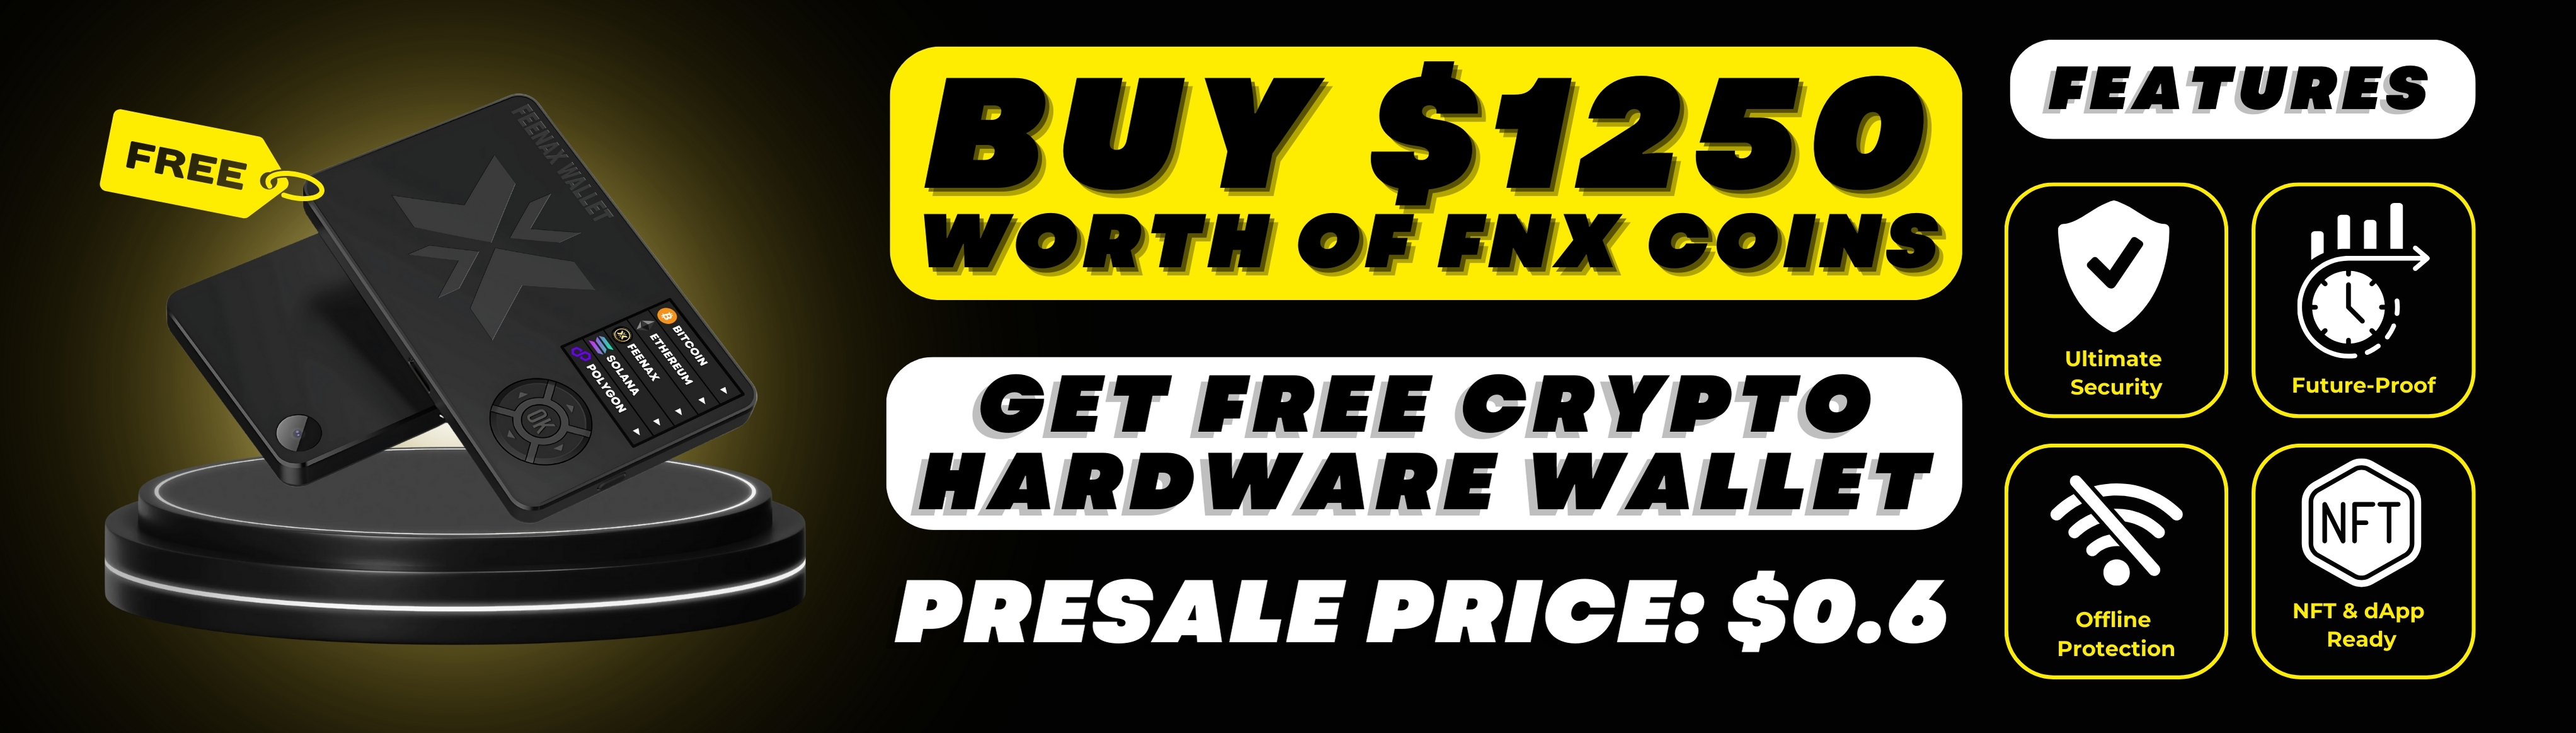 FREE
FEENAX WALLET
BITCOIN
ETHEREUM
FEENAX
SOLANA
POLYGON
OK
BUY $1250
WORTH OF FNX COINS
GET FREE CRYPTO
HARDWARE WALLET
PRESALE PRICE: $0.6
FEATURES
Ultimate
Security
Future-Proof
Offline
Protection
NFT
NFT & dApp
Ready